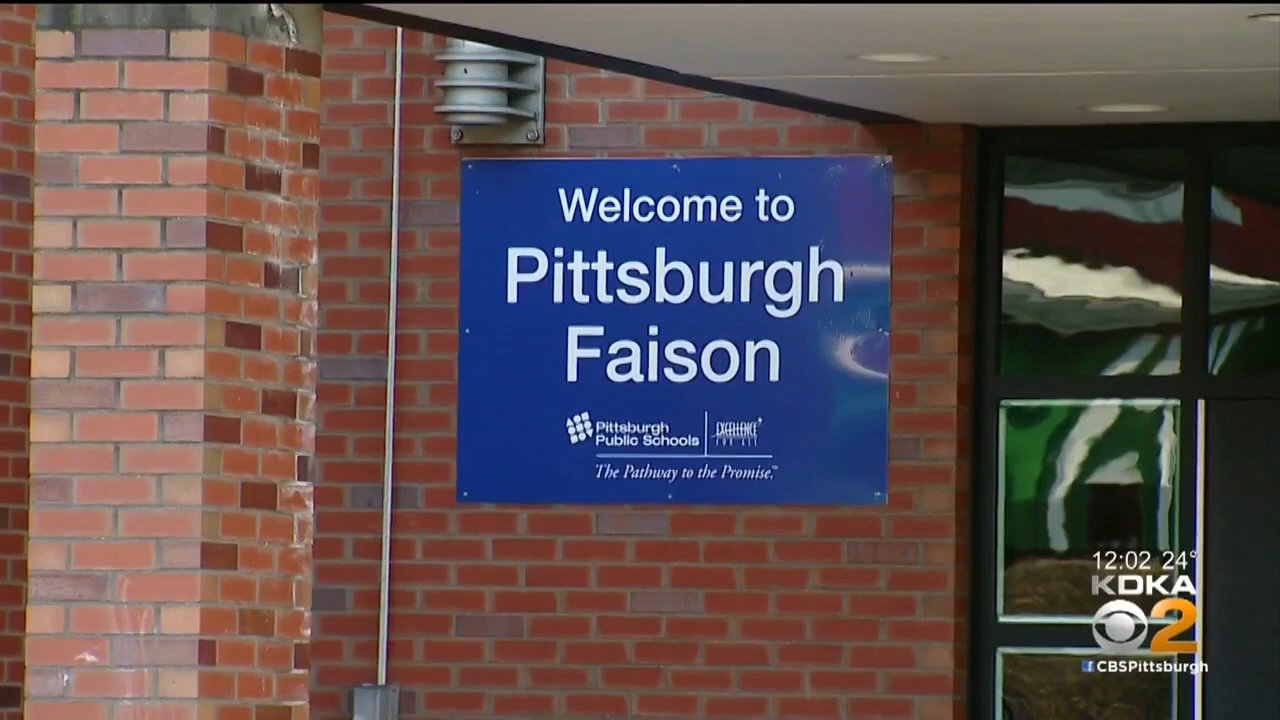 Welcome to
Pittsburgh
Faison
Pittsburgh
Public Schools
EXCELLENCE
FOR ALL
The Pathway to the Promise.™
12:02 24°
KDKA
2
f CBSPittsburgh